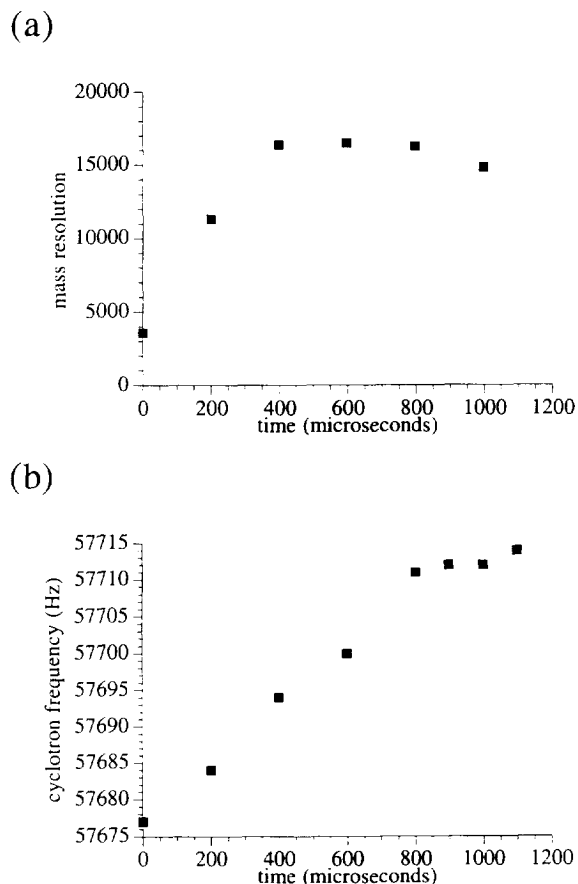 (a)
mass resolution
20000
15000
10000
5000
0
0 200 400 600 800 1000 1200
time (microseconds)
(b)
cyclotron frequency (Hz)
57715
57710
57705
57700
57695
57690
57685
57680
57675
0 200 400 600 800 1000 1200
time (microseconds)